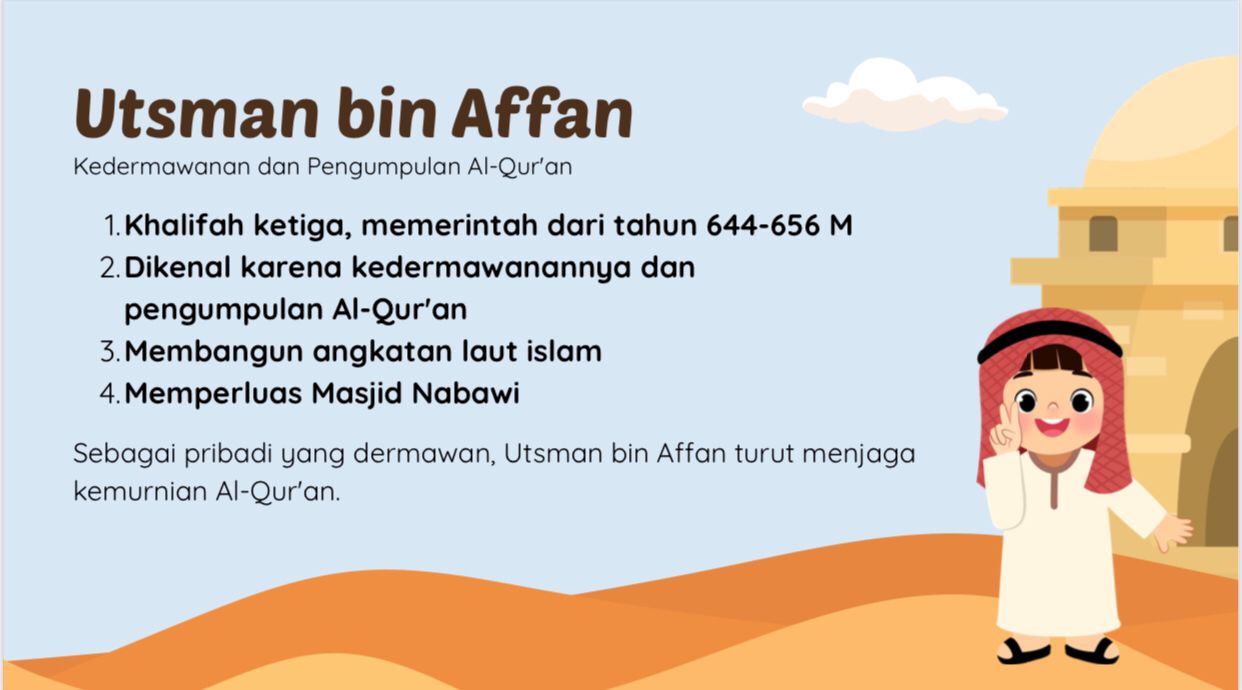 Utsman bin Affan
Kedermawanan dan Pengumpulan Al-Qur'an
1. Khalifah ketiga, memerintah dari tahun 644-656 M
2. Dikenal karena kedermawanannya dan
pengumpulan Al-Qur'an
3. Membangun angkatan laut islam
4. Memperluas Masjid Nabawi
Sebagai pribadi yang dermawan, Utsman bin Affan turut menjaga
kemurnian Al-Qur'an.